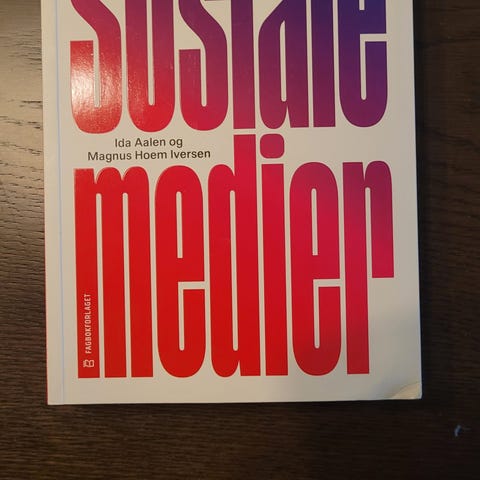 Sosiale
Ida Aalen og
Magnus Hoem Iversen
medier
FAGBOKFORLAGET